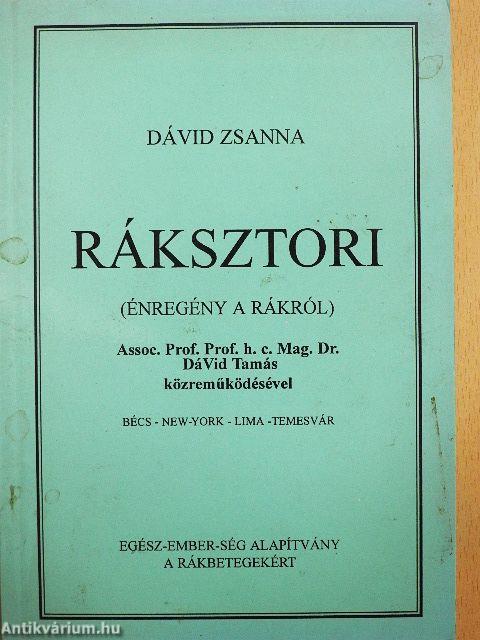 DÁVID ZSANNA
RÁKSZTORI
(ÉNREGÉNY A RÁKRÓL)
Assoc. Prof. Prof. h. c. Mag. Dr.
DáVid Tamás
közreműködésével
BÉCS - NEW-YORK - LIMA -TEMESVÁR
EGÉSZ-EMBER-SÉG ALAPÍTVÁNY
A RÁKBETEGEKÉRT
Antikvárium.hu